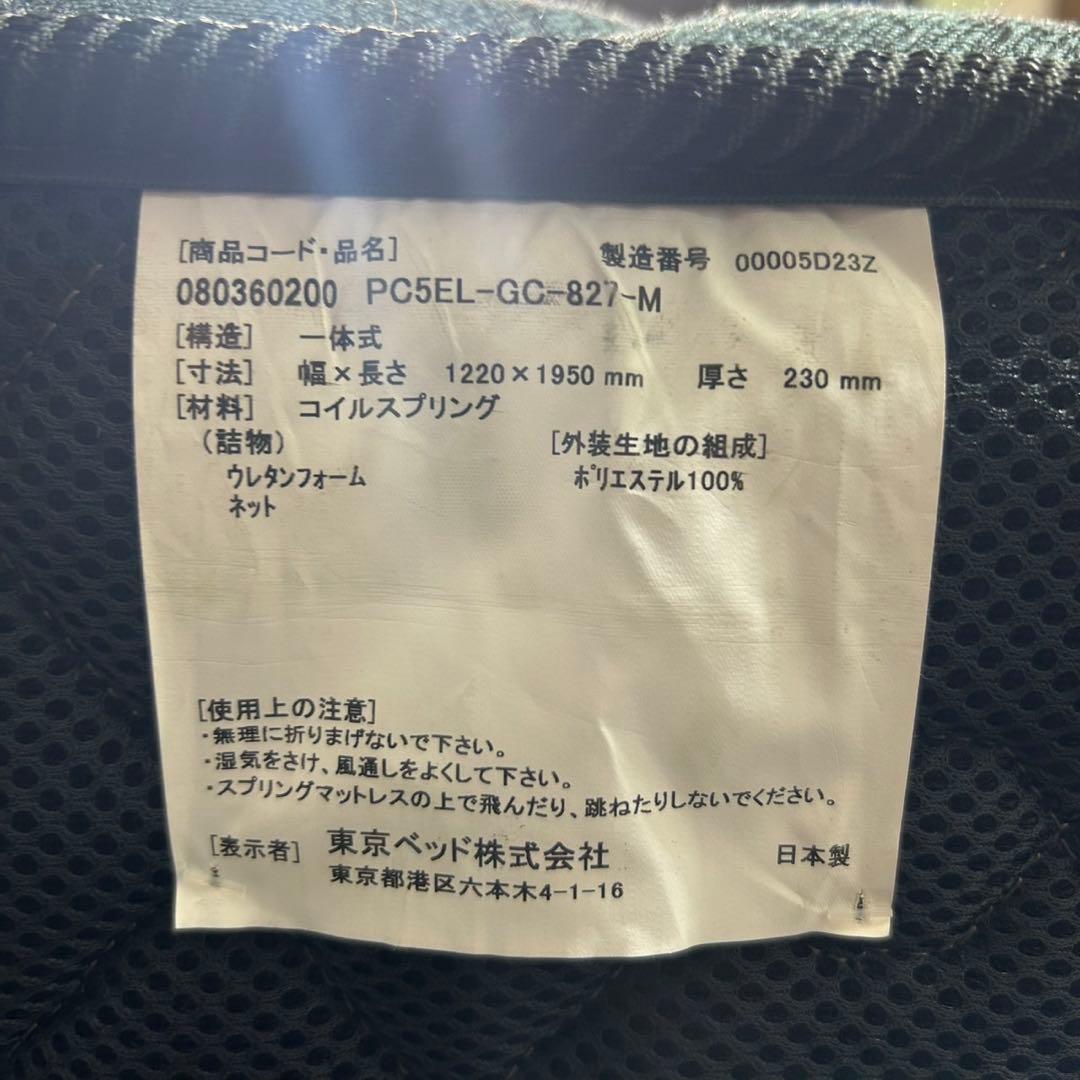 [商品コード・品名] 製造番号 00005D23Z
080360200 PC5EL-GC-827-M
[構造] 一体式
[寸法] 幅×長さ 1220×1950 mm 厚さ 230 mm
[材料] コイルスプリング
(詰物) [外装生地の組成]
ウレタンフォーム ポリエステル100%
ネット
[使用上の注意]
・無理に折りまげないで下さい。
・湿気をさけ、風通しをよくして下さい。
・スプリングマットレスの上で飛んだり、跳ねたりしないでください。
[表示者] 東京ベッド株式会社 日本製
東京都港区六本木4-1-16